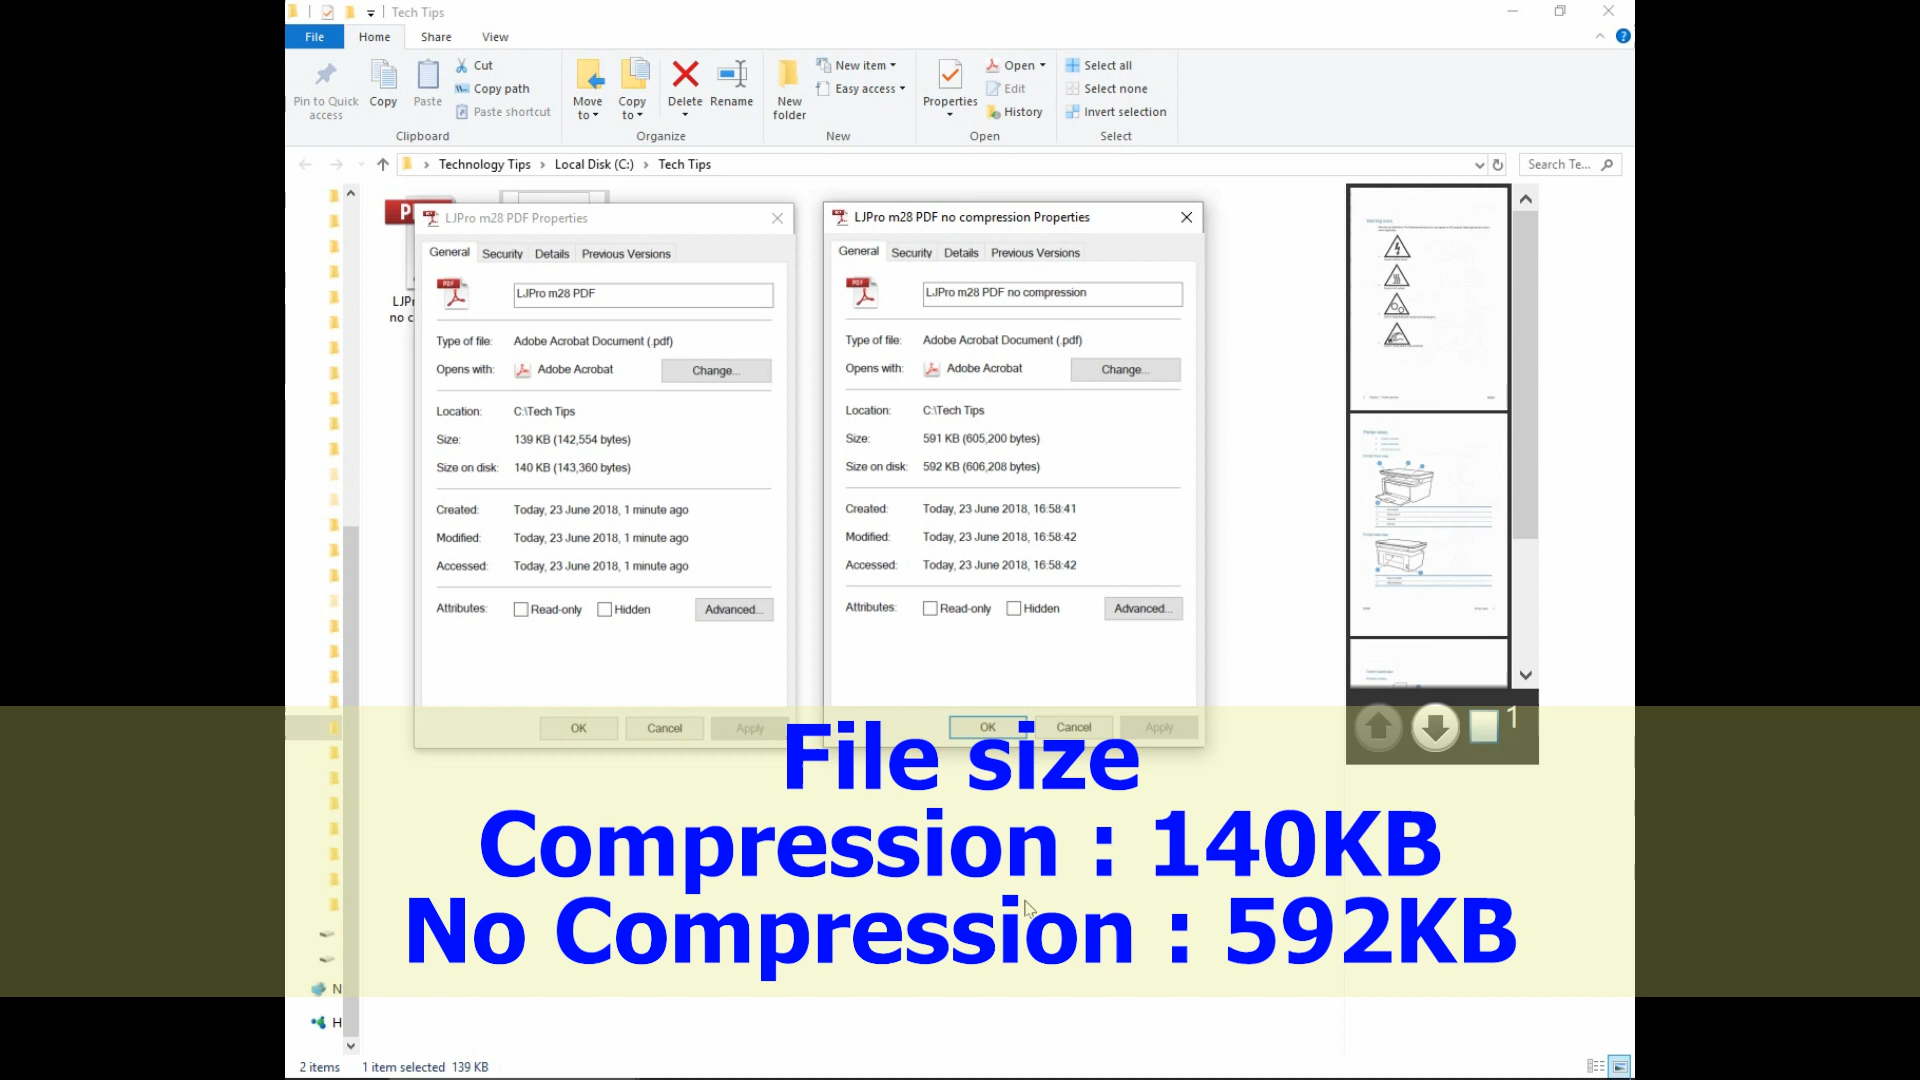 Tech Tips
File
Home
Share
View
Pin to Quick
access
Copy
Paste
Cut
Copy path
Paste shortcut
Clipboard
Move
to
Copy
to
Delete
Rename
Organize
New
folder
New item
Easy access
New
Properties
Open
Edit
History
Open
Select all
Select none
Invert selection
Select
Technology Tips > Local Disk (C:) > Tech Tips
Search Te...
LJPro m28 PDF Properties
General
Security
Details
Previous Versions
LJPro m28 PDF
Type of file: Adobe Acrobat Document (.pdf)
Opens with: Adobe Acrobat
Change...
Location: C:\Tech Tips
Size: 139 KB (142,554 bytes)
Size on disk: 140 KB (143,360 bytes)
Created: Today, 23 June 2018, 1 minute ago
Modified: Today, 23 June 2018, 1 minute ago
Accessed: Today, 23 June 2018, 1 minute ago
Attributes: Read-only Hidden Advanced...
OK Cancel Apply
LJPro m28 PDF no compression Properties
General
Security
Details
Previous Versions
LJPro m28 PDF no compression
Type of file: Adobe Acrobat Document (.pdf)
Opens with: Adobe Acrobat
Change...
Location: C:\Tech Tips
Size: 591 KB (605,200 bytes)
Size on disk: 592 KB (606,208 bytes)
Created: Today, 23 June 2018, 16:58:41
Modified: Today, 23 June 2018, 16:58:42
Accessed: Today, 23 June 2018, 16:58:42
Attributes: Read-only Hidden Advanced...
OK Cancel Apply
1
File size
Compression : 140KB
No Compression : 592KB
N
H
2 items 1 item selected 139 KB